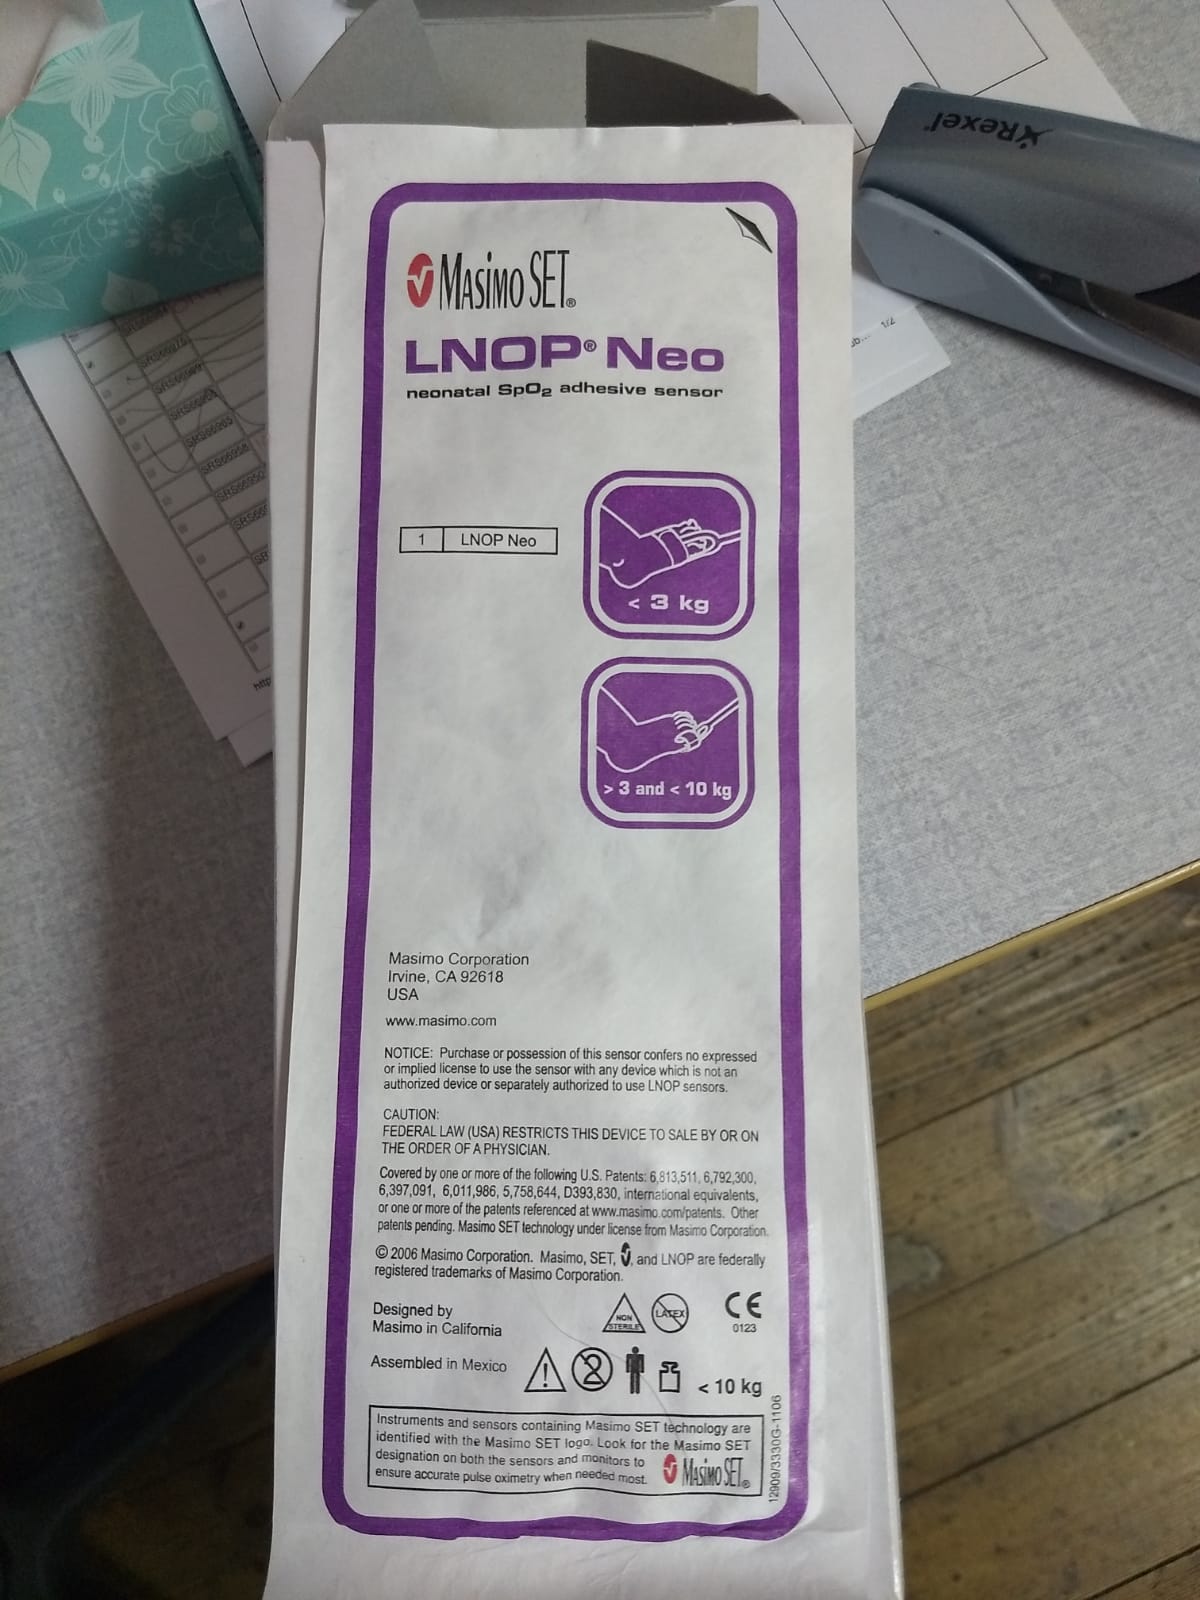 Rexel
1/2
Masimo SET®
LNOP® Neo
neonatal SpO₂ adhesive sensor
1 LNOP Neo
< 3 kg
> 3 and < 10 kg
Masimo Corporation
Irvine, CA 92618
USA
www.masimo.com
NOTICE: Purchase or possession of this sensor confers no expressed
or implied license to use the sensor with any device which is not an
authorized device or separately authorized to use LNOP sensors.
CAUTION:
FEDERAL LAW (USA) RESTRICTS THIS DEVICE TO SALE BY OR ON
THE ORDER OF A PHYSICIAN.
Covered by one or more of the following U.S. Patents: 6,813,511, 6,792,300,
6,397,091, 6,011,986, 5,758,644, D393,830, international equivalents,
or one or more of the patents referenced at www.masimo.com/patents. Other
patents pending. Masimo SET technology under license from Masimo Corporation.
© 2006 Masimo Corporation. Masimo, SET, , and LNOP are federally
registered trademarks of Masimo Corporation.
Designed by
Masimo in California
NON
STERILE
LATEX
CE
0123
Assembled in Mexico
! 2 < 10 kg
Instruments and sensors containing Masimo SET technology are
identified with the Masimo SET logo. Look for the Masimo SET
designation on both the sensors and monitors to
ensure accurate pulse oximetry when needed most.
Masimo SET®
12909/3330G-1106